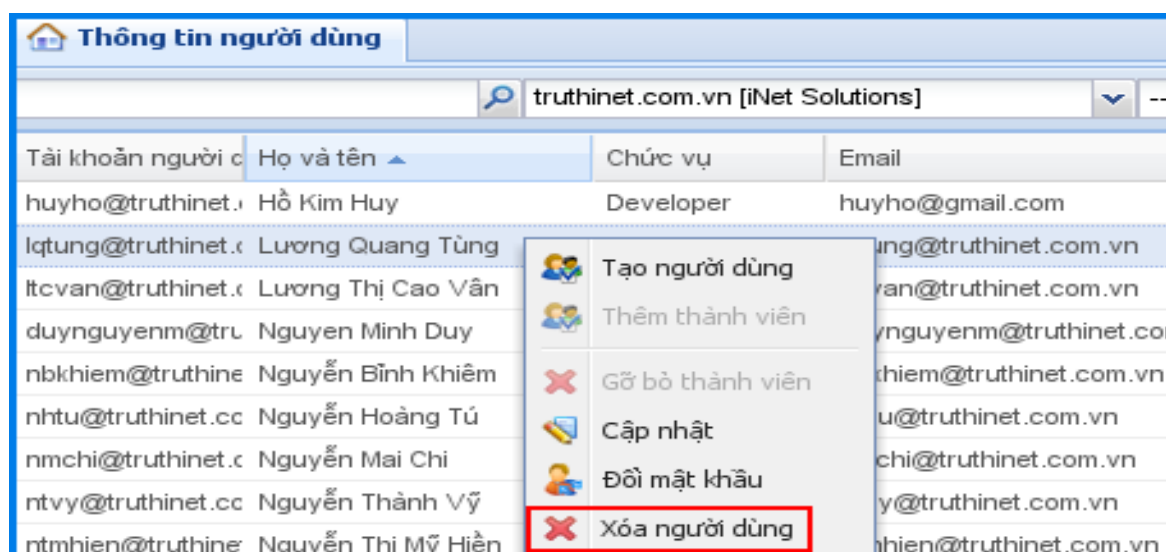 Thông tin người dùng
truthinet.com.vn [iNet Solutions] --
Tài khoản người d Họ và tên Chức vụ Email
huyho@truthinet. Hồ Kim Huy Developer huyho@gmail.com
lqtung@truthinet.c Lương Quang Tùng ung@truthinet.com.vn
Tạo người dùng
ltcvan@truthinet.c Lương Thị Cao Vân van@truthinet.com.vn
Thêm thành viên
duynguyenm@tru Nguyen Minh Duy ynguyenm@truthinet.co
nbkhiem@truthine Nguyễn Bỉnh Khiêm khiem@truthinet.com.vn
Gỡ bỏ thành viên
nhtu@truthinet.cc Nguyễn Hoàng Tú u@truthinet.com.vn
Cập nhật
nmchi@truthinet.c Nguyễn Mai Chi chi@truthinet.com.vn
Đổi mật khẩu
ntvy@truthinet.cc Nguyễn Thành Vỹ y@truthinet.com.vn
Xóa người dùng
ntmhien@truthine Nguyễn Thị Mỹ Hiền hien@truthinet.com.vn